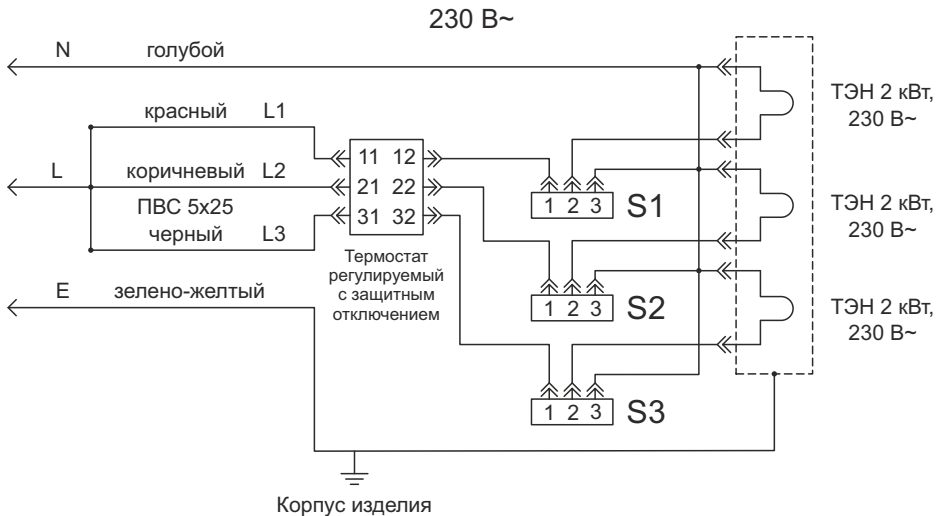 230 В~
N голубой
ТЭН 2 кВт,
230 В~
красный L1
11 12
L коричневый L2
21 22
ПВС 5х25
черный L3
31 32
1 2 3 S1
ТЭН 2 кВт,
230 В~
Термостат
регулируемый
с защитным
отключением
E зелено-желтый
1 2 3 S2
ТЭН 2 кВт,
230 В~
1 2 3 S3
Корпус изделия